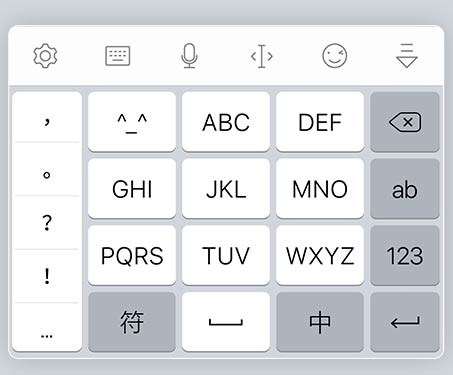 ， ^_^ ABC DEF
。 GHI JKL MNO ab
？ PQRS TUV WXYZ 123
！
... 符 中